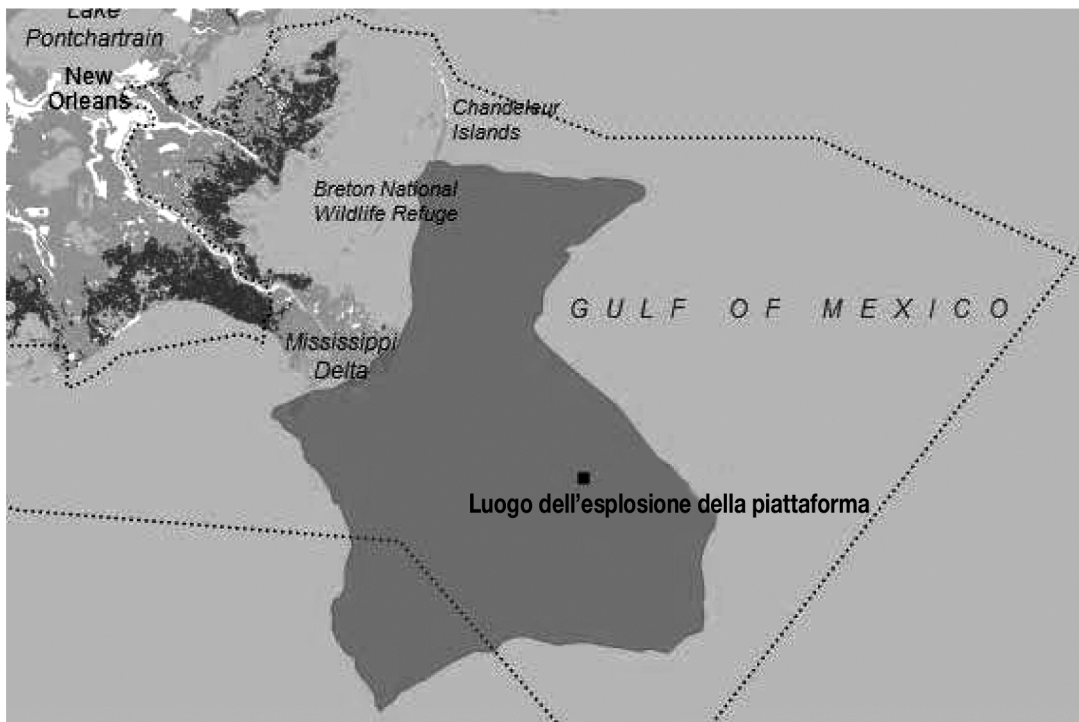 Lake
Pontchartrain
New
Orleans
Chandeleur
Islands
Breton National
Wildlife Refuge
GULF OF MEXICO
Mississippi
Delta
Luogo dell'esplosione della piattaforma